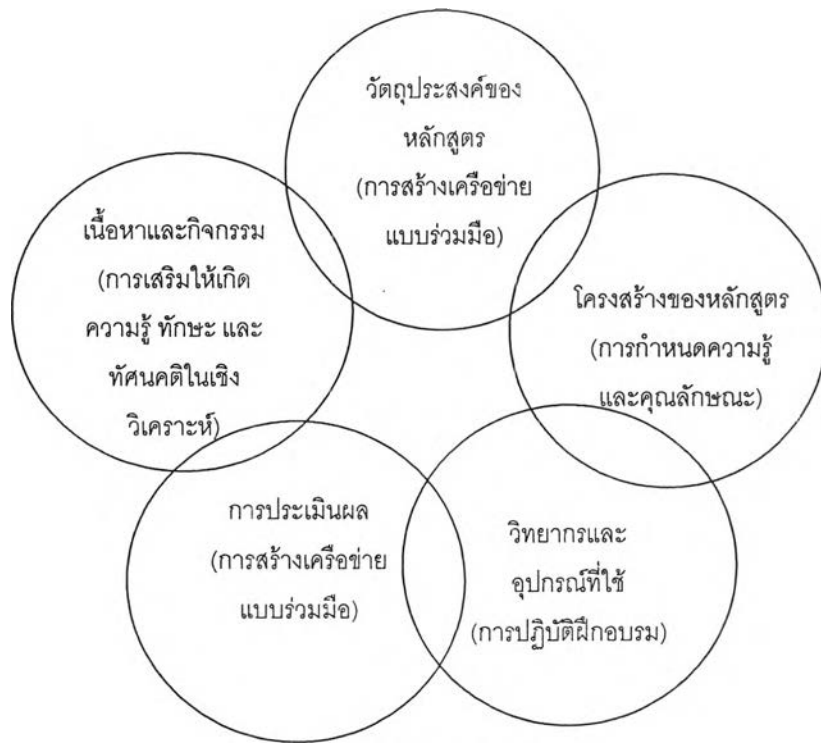 วัตถุประสงค์ของ
หลักสูตร
(การสร้างเครือข่าย
แบบร่วมมือ)
เนื้อหาและกิจกรรม
(การเสริมให้เกิด
ความรู้ ทักษะ และ
ทัศนคติในเชิง
วิเคราะห์)
โครงสร้างของหลักสูตร
(การกำหนดความรู้
และคุณลักษณะ)
การประเมินผล
(การสร้างเครือข่าย
แบบร่วมมือ)
วิทยากรและ
อุปกรณ์ที่ใช้
(การปฏิบัติฝึกอบรม)